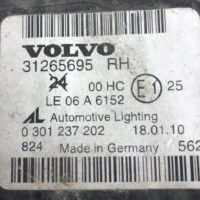 VOLVO
31265695 RH
24 00 HC E1 25
LE 06 A 6152
AL Automotive Lighting
0 301 237 202 18.01.10
824 Made in Germany 562